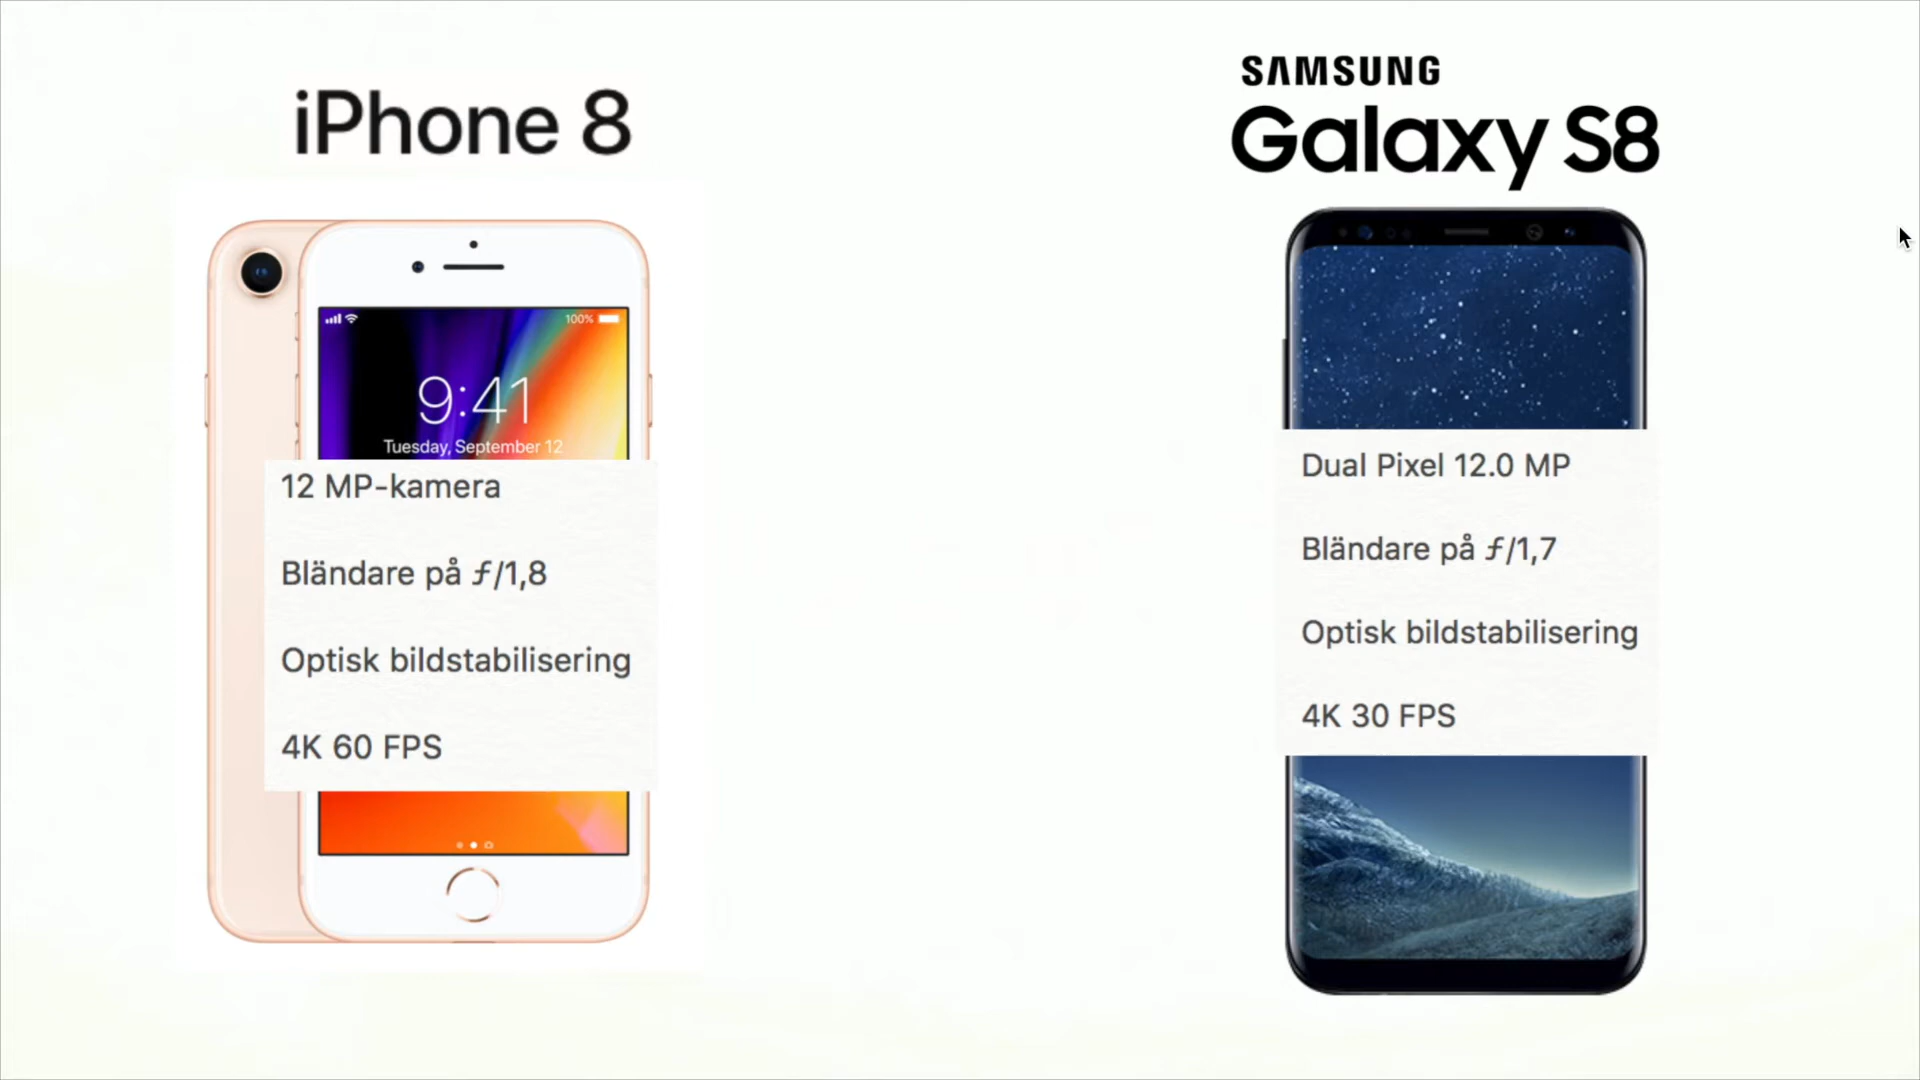 iPhone 8
100%
9:41
Tuesday, September 12
12 MP-kamera
Bländare på ƒ/1,8
Optisk bildstabilisering
4K 60 FPS
SAMSUNG
Galaxy S8
Dual Pixel 12.0 MP
Bländare på ƒ/1,7
Optisk bildstabilisering
4K 30 FPS